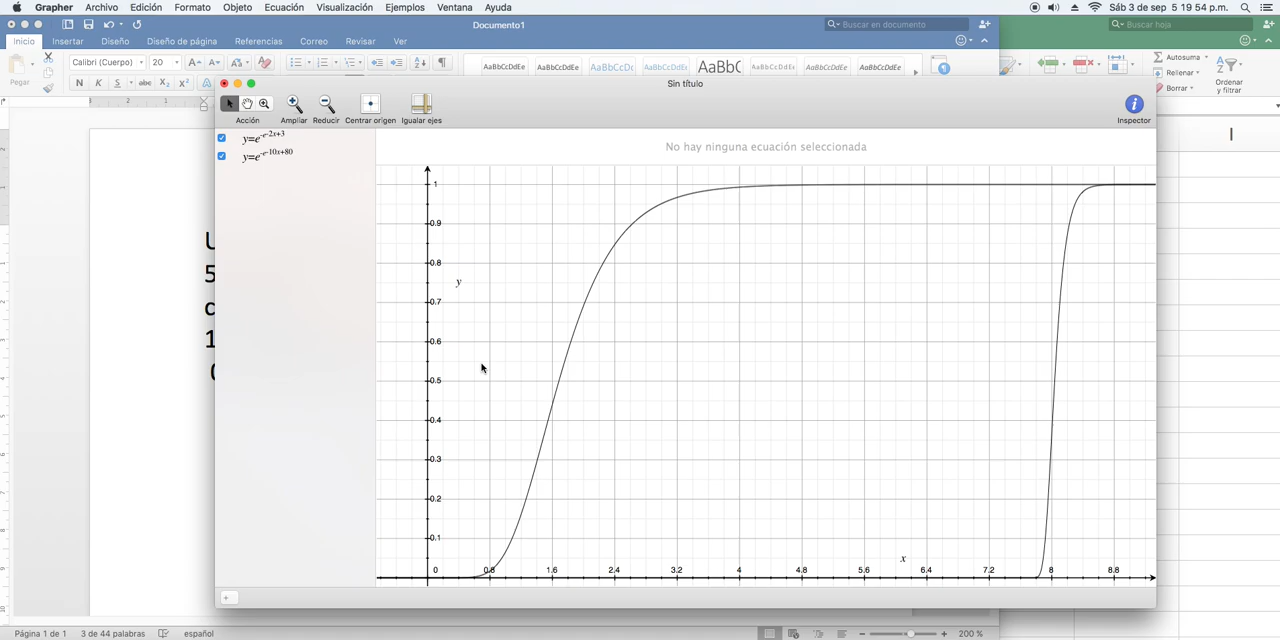 Grapher Archivo Edición Formato Objeto Ecuación Visualización Ejemplos Ventana Ayuda Sáb 3 de sep 5 19 54 p.m.
Documento1 Buscar en documento Buscar hoja
Inicio Insertar Diseño Diseño de página Referencias Correo Revisar Ver
Pegar Calibri (Cuerpo) 20 AaBbCcDdEe AaBbCcDdEe AaBbCcDc AaBbCcDdEe AaBbC AaBbCcDdEe AaBbCcDdEe AaBbCcDdEe Autosuma
Rellenar
Borrar
Ordenar
y filtrar
N K S abc X₂ X² A
Sin título
Acción Ampliar Reducir Centrar origen Igualar ejes Inspector
y=e^-e^-2x+3
y=e^-e^-10x+80
No hay ninguna ecuación seleccionada
1
0.9
0.8
y
0.7
0.6
0.5
0.4
0.3
0.2
0.1
x
0 0.8 1.6 2.4 3.2 4 4.8 5.6 6.4 7.2 8 8.8
Página 1 de 1 3 de 44 palabras español 200 %